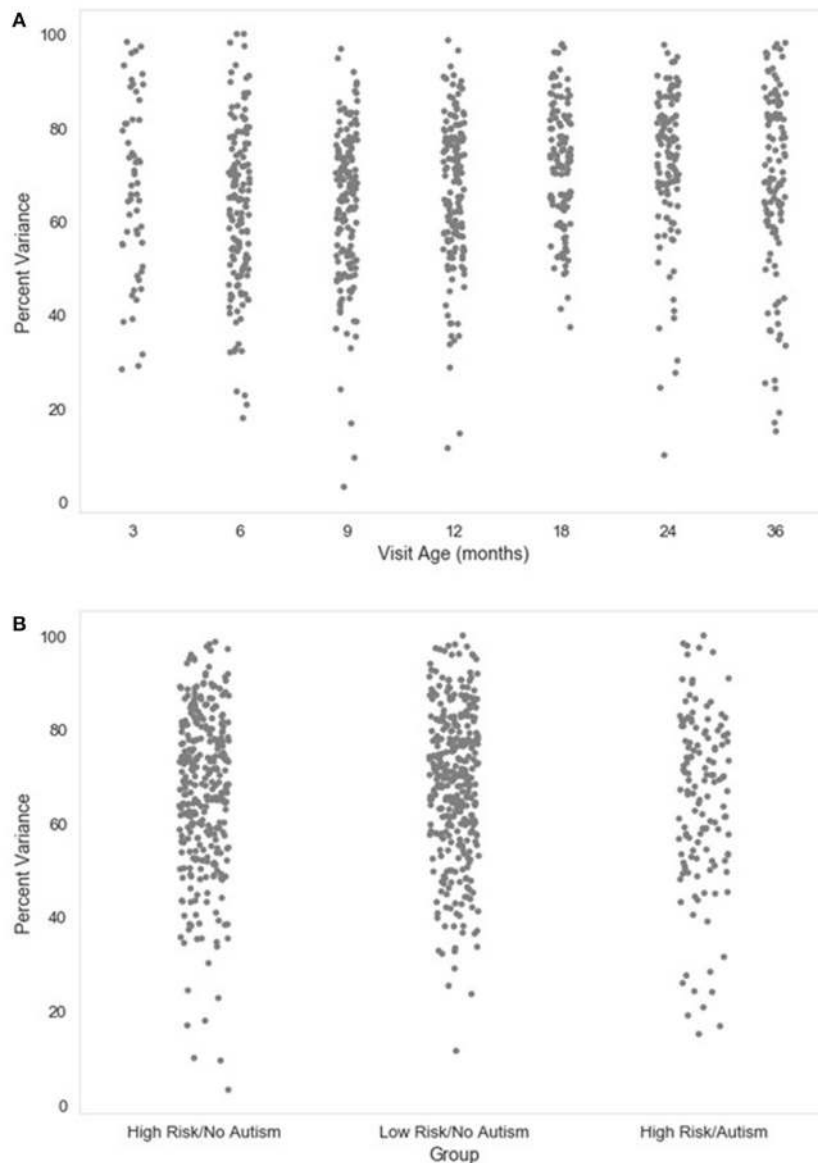 A
100
80
60
40
20
0
Percent Variance
3 6 9 12 18 24 36
Visit Age (months)
B
100
80
60
40
20
0
Percent Variance
High Risk/No Autism Low Risk/No Autism High Risk/Autism
Group